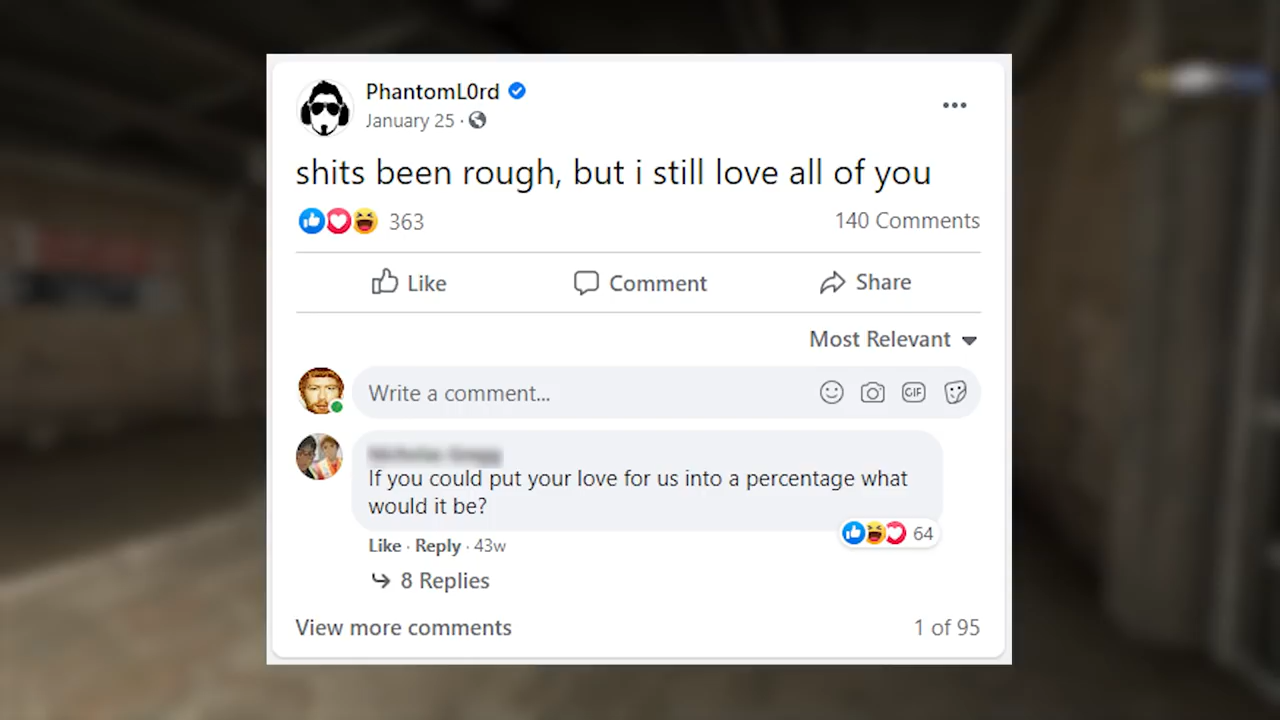 PhantomL0rd
January 25 ·
shits been rough, but i still love all of you
363
140 Comments
Like
Comment
Share
Most Relevant
Write a comment...
GIF
If you could put your love for us into a percentage what
would it be?
64
Like · Reply · 43w
8 Replies
View more comments
1 of 95